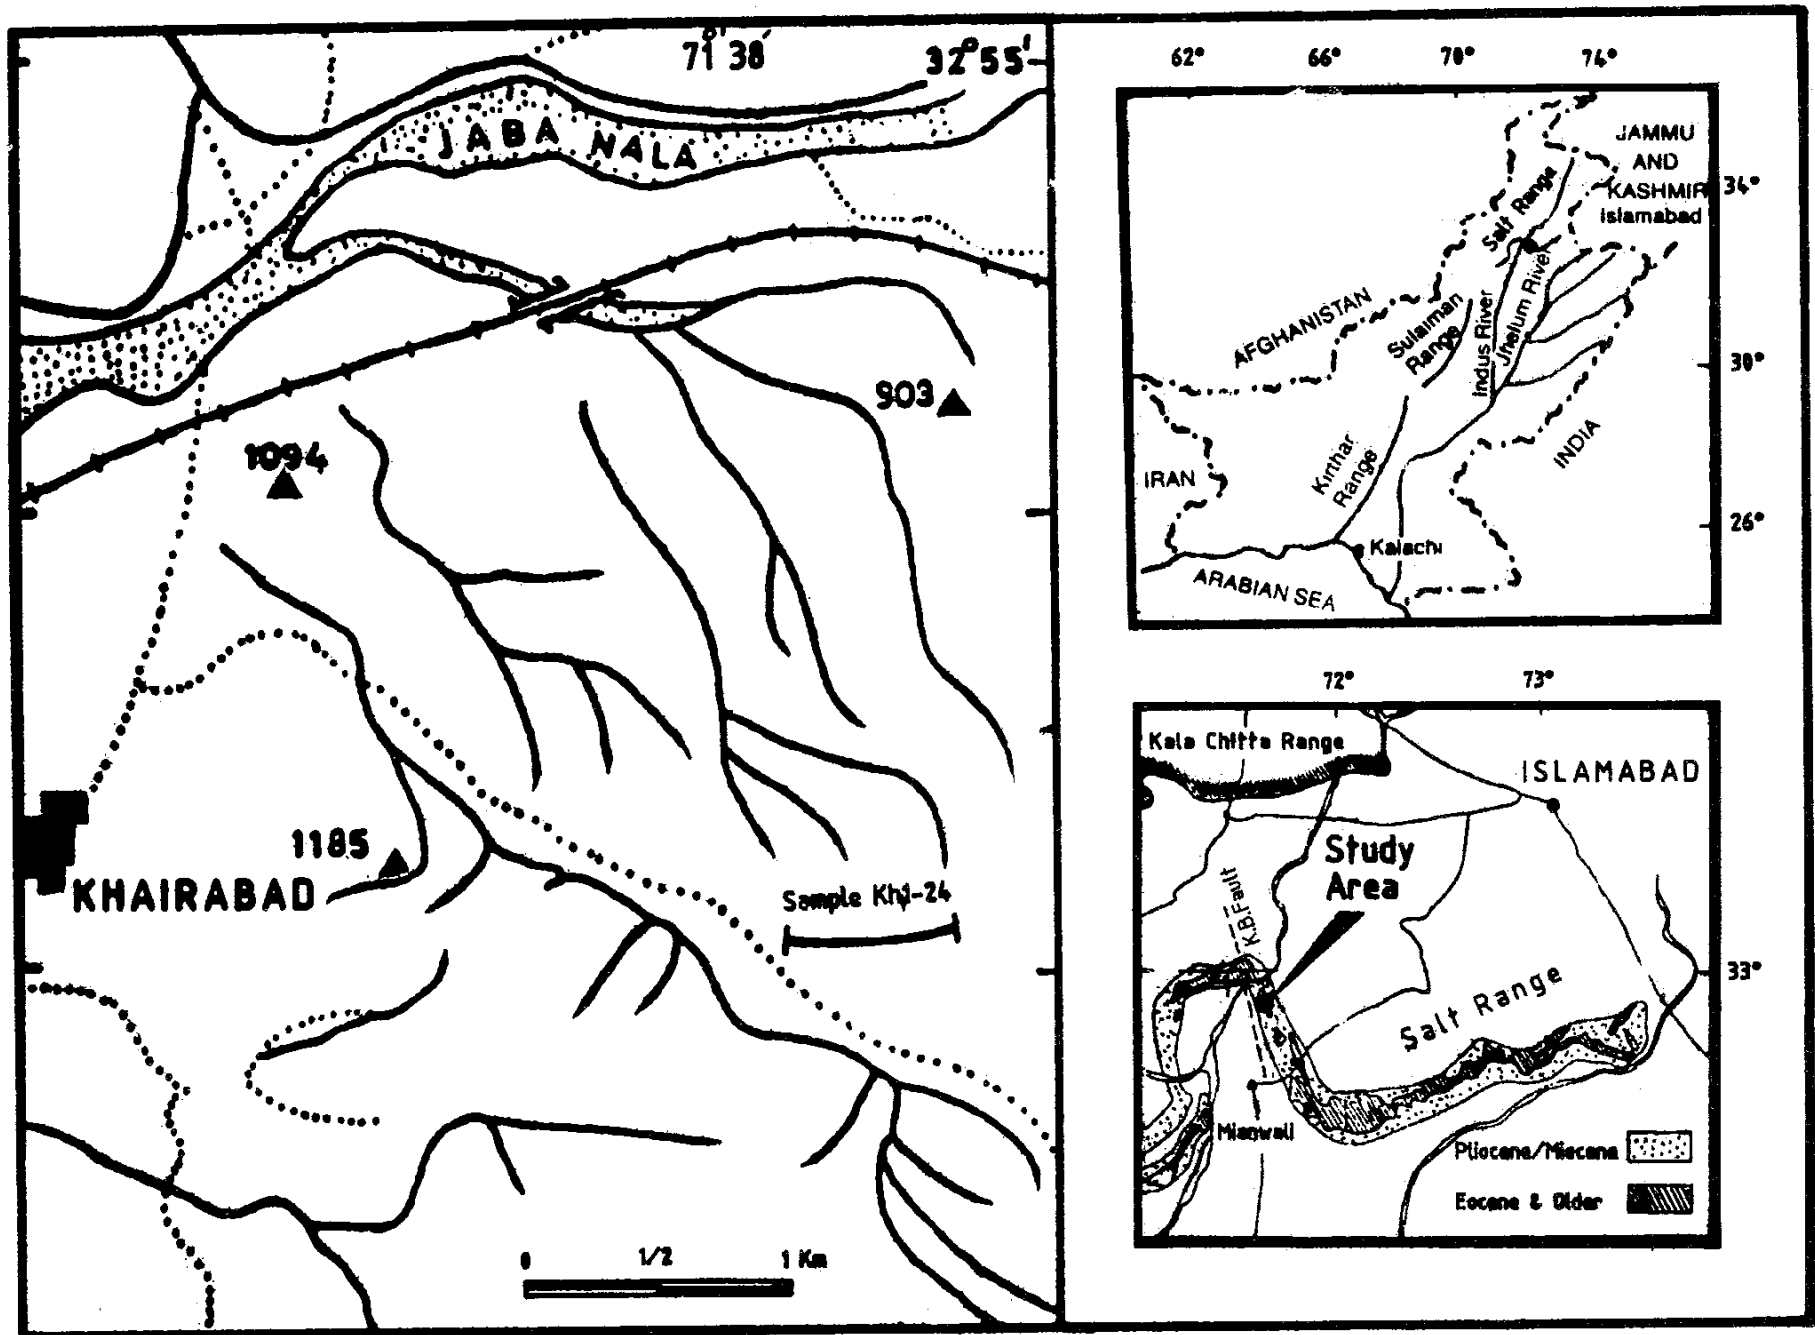 71°38'
32°55'
JABA NALA
903
1094
1185
KHAIRABAD
Sample Kh1-24
0 1/2 1 Km
62° 66° 70° 74°
JAMMU
AND
KASHMIR
34°
Islamabad
Salt Range
AFGHANISTAN
Sulaiman
Range
Indus River
Jhelum River
30°
INDIA
Kirthar
Range
IRAN
26°
Kalachi
ARABIAN SEA
72° 73°
Kala Chitta Range
ISLAMABAD
Study
Area
K.B.Fault
33°
Salt Range
Mianwali
Pliocene/Miocene
Eocene & Older